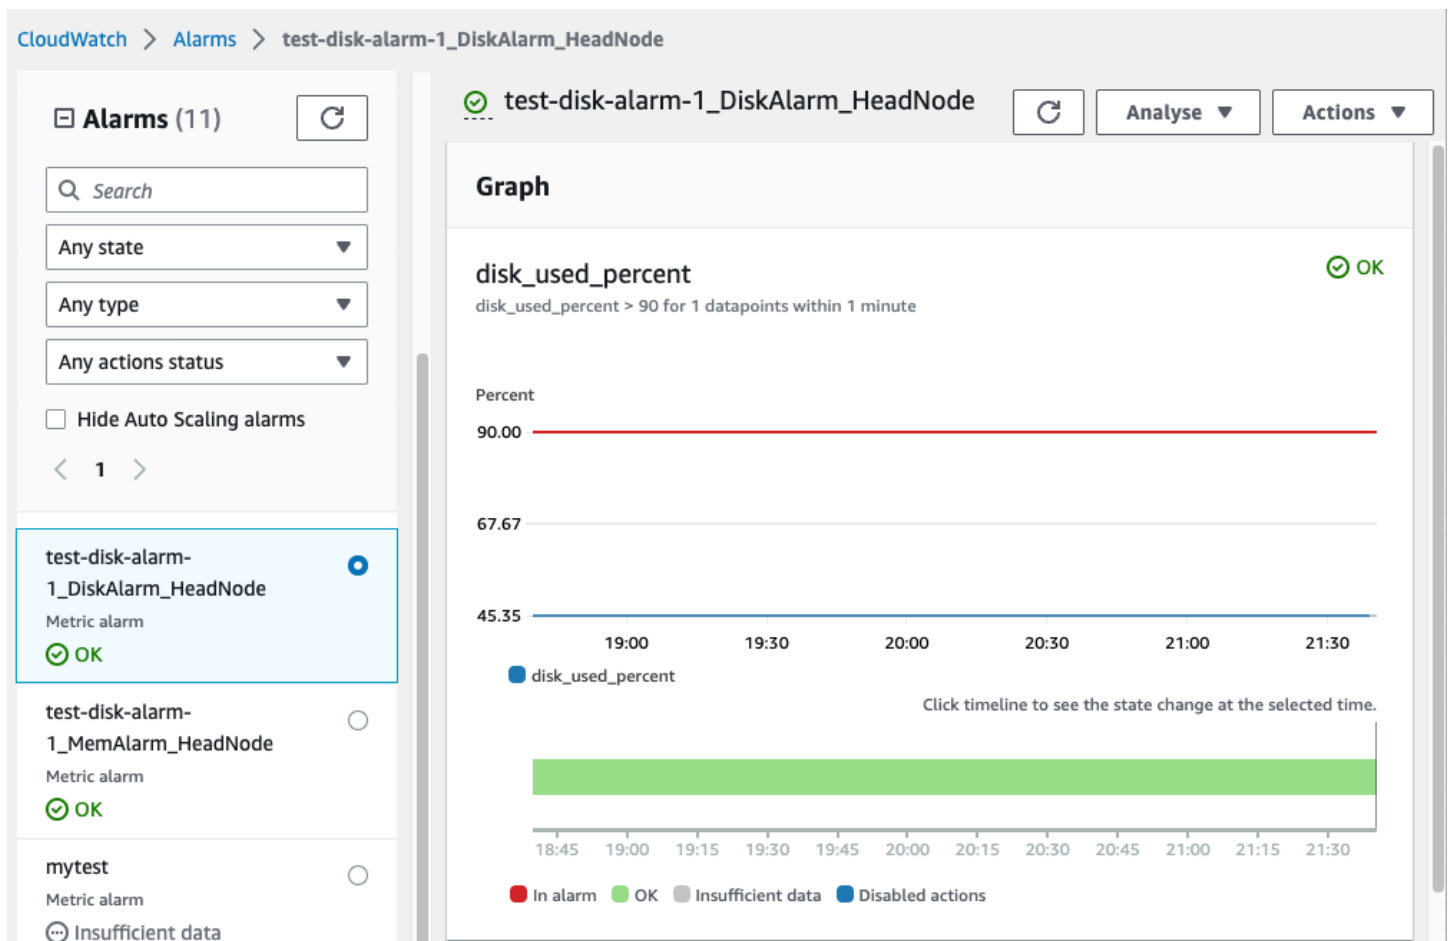 CloudWatch > Alarms > test-disk-alarm-1_DiskAlarm_HeadNode
Alarms (11)
Search
Any state
Any type
Any actions status
Hide Auto Scaling alarms
1
test-disk-alarm-
1_DiskAlarm_HeadNode
Metric alarm
OK
test-disk-alarm-
1_MemAlarm_HeadNode
Metric alarm
OK
mytest
Metric alarm
Insufficient data
test-disk-alarm-1_DiskAlarm_HeadNode
Analyse
Actions
Graph
disk_used_percent
OK
disk_used_percent > 90 for 1 datapoints within 1 minute
Percent
90.00
67.67
45.35
19:00 19:30 20:00 20:30 21:00 21:30
disk_used_percent
Click timeline to see the state change at the selected time.
18:45 19:00 19:15 19:30 19:45 20:00 20:15 20:30 20:45 21:00 21:15 21:30
In alarm OK Insufficient data Disabled actions